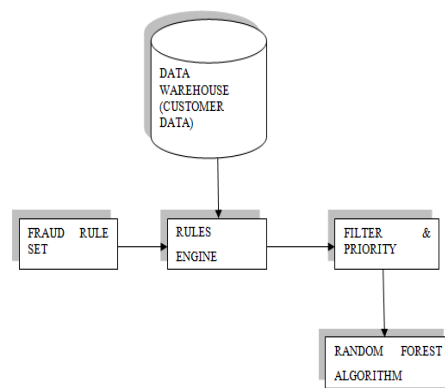 DATA
WAREHOUSE
(CUSTOMER
DATA)
FRAUD RULE
SET
RULES
ENGINE
FILTER &
PRIORITY
RANDOM FOREST
ALGORITHM